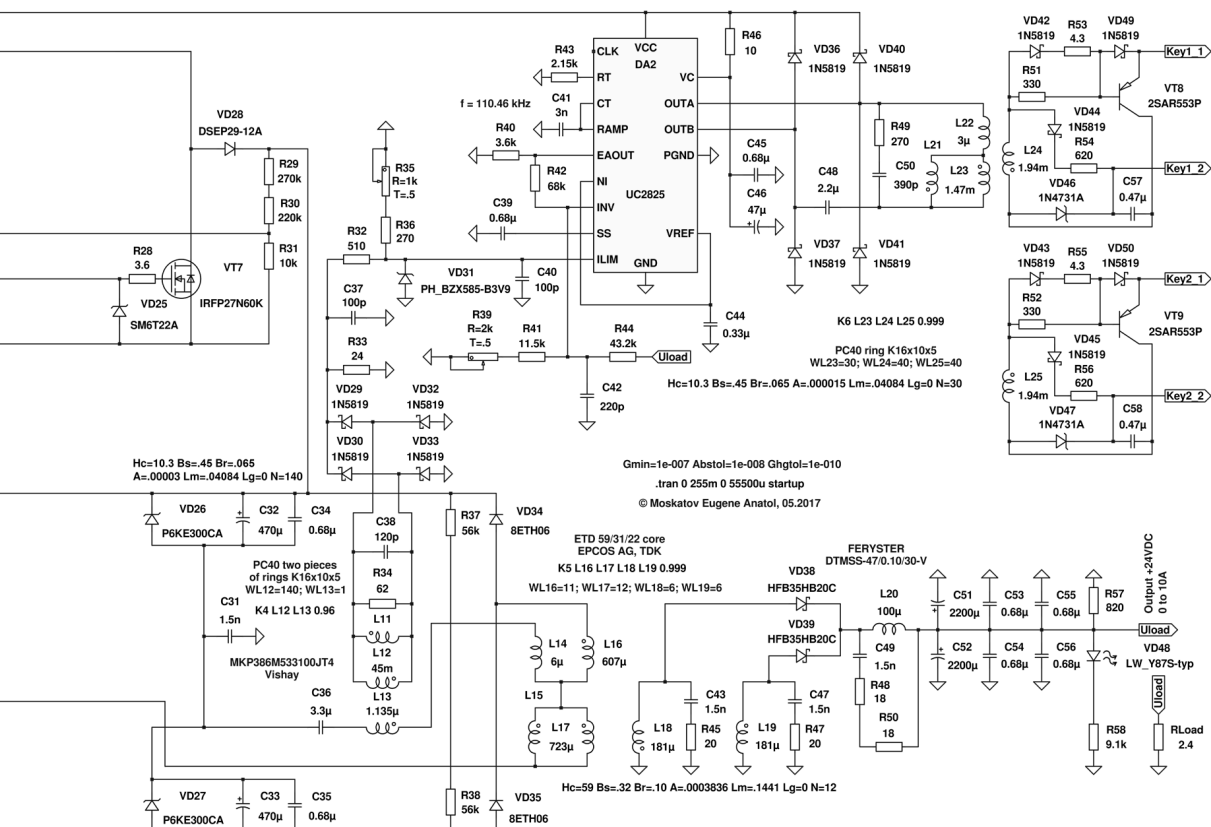 VD28
DSEP29-12A
R29
270k
R30
220k
R31
10k
R28
3.6
VT7
IRFP27N60K
VD25
SM6T22A
R35
R=1k
T=.5
R36
270
R32
510
C37
100p
R33
24
VD29
1N5819
VD32
1N5819
VD30
1N5819
VD33
1N5819
VD31
PH_BZX585-B3V9
C40
100p
R43
2.15k
C41
3n
f = 110.46 kHz
R40
3.6k
R42
68k
C39
0.68µ
CLK
RT
CT
RAMP
EAOUT
NI
INV
SS
ILIM
VCC
DA2
VC
OUTA
OUTB
PGND
UC2825
VREF
GND
R39
R=2k
T=.5
R41
11.5k
R44
43.2k
Uload
C42
220p
C44
0.33µ
R46
10
C45
0.68µ
C46
47µ
VD36
1N5819
VD40
1N5819
VD37
1N5819
VD41
1N5819
C48
2.2µ
R49
270
C50
390p
L22
3µ
L21
L23
1.47m
K6 L23 L24 L25 0.999
PC40 ring K16x10x5
WL23=30; WL24=40; WL25=40
Hc=10.3 Bs=.45 Br=.065 A=.000015 Lm=.04084 Lg=0 N=30
VD42
1N5819
R53
4.3
VD49
1N5819
Key1_1
R51
330
VT8
2SAR553P
VD44
1N5819
R54
620
L24
1.94m
Key1_2
VD46
1N4731A
C57
0.47µ
VD43
1N5819
R55
4.3
VD50
1N5819
Key2_1
R52
330
VT9
2SAR553P
VD45
1N5819
R56
620
L25
1.94m
Key2_2
VD47
1N4731A
C58
0.47µ
Gmin=1e-007 Abstol=1e-008 Ghgtol=1e-010
.tran 0 255m 0 55500u startup
© Moskatov Eugene Anatol, 05.2017
Hc=10.3 Bs=.45 Br=.065
A=.00003 Lm=.04084 Lg=0 N=140
VD26
P6KE300CA
C32
470µ
C34
0.68µ
PC40 two pieces
of rings K16x10x5
WL12=140; WL13=1
K4 L12 L13 0.96
C31
1.5n
MKP386M533100JT4
Vishay
C36
3.3µ
C38
120p
R34
62
L11
L12
45m
L13
1.135µ
R37
56k
VD34
8ETH06
ETD 59/31/22 core
EPCOS AG, TDK
K5 L16 L17 L18 L19 0.999
WL16=11; WL17=12; WL18=6; WL19=6
L14
6µ
L16
607µ
L15
L17
723µ
VD27
P6KE300CA
C33
470µ
C35
0.68µ
R38
56k
VD35
8ETH06
L18
181µ
C43
1.5n
R45
20
L19
181µ
C47
1.5n
R47
20
Hc=59 Bs=.32 Br=.10 A=.0003836 Lm=.1441 Lg=0 N=12
VD38
HFB35HB20C
VD39
HFB35HB20C
FERYSTER
DTMSS-47/0.10/30-V
L20
100µ
C49
1.5n
R48
18
R50
18
C51
2200µ
C53
0.68µ
C55
0.68µ
R57
820
C52
2200µ
C54
0.68µ
C56
0.68µ
Output +24VDC
0 to 10A
Uload
VD48
LW_Y87S-typ
Uload
R58
9.1k
RLoad
2.4